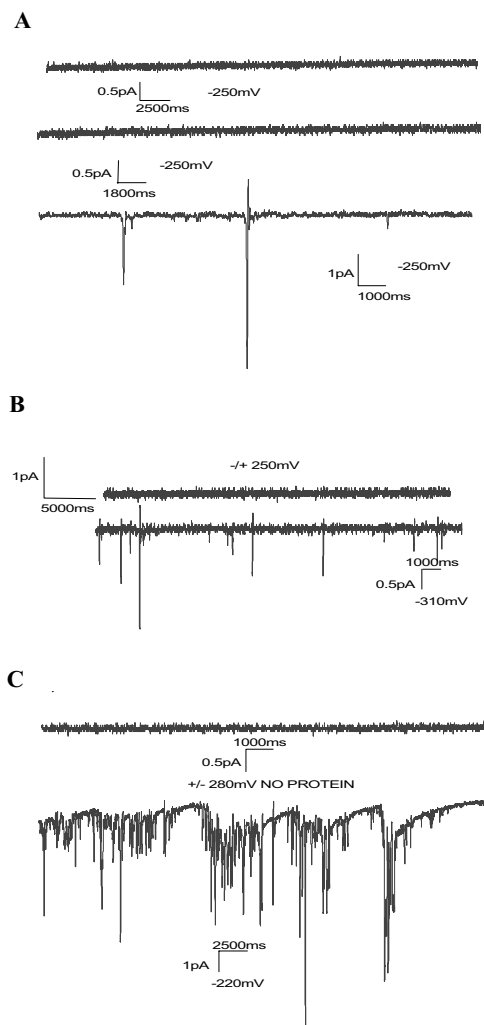 A
0.5pA
-250mV
2500ms
0.5pA
-250mV
1800ms
1pA
-250mV
1000ms
B
-/+ 250mV
1pA
5000ms
1000ms
0.5pA
-310mV
C
1000ms
0.5pA
+/- 280mV NO PROTEIN
2500ms
1pA
-220mV